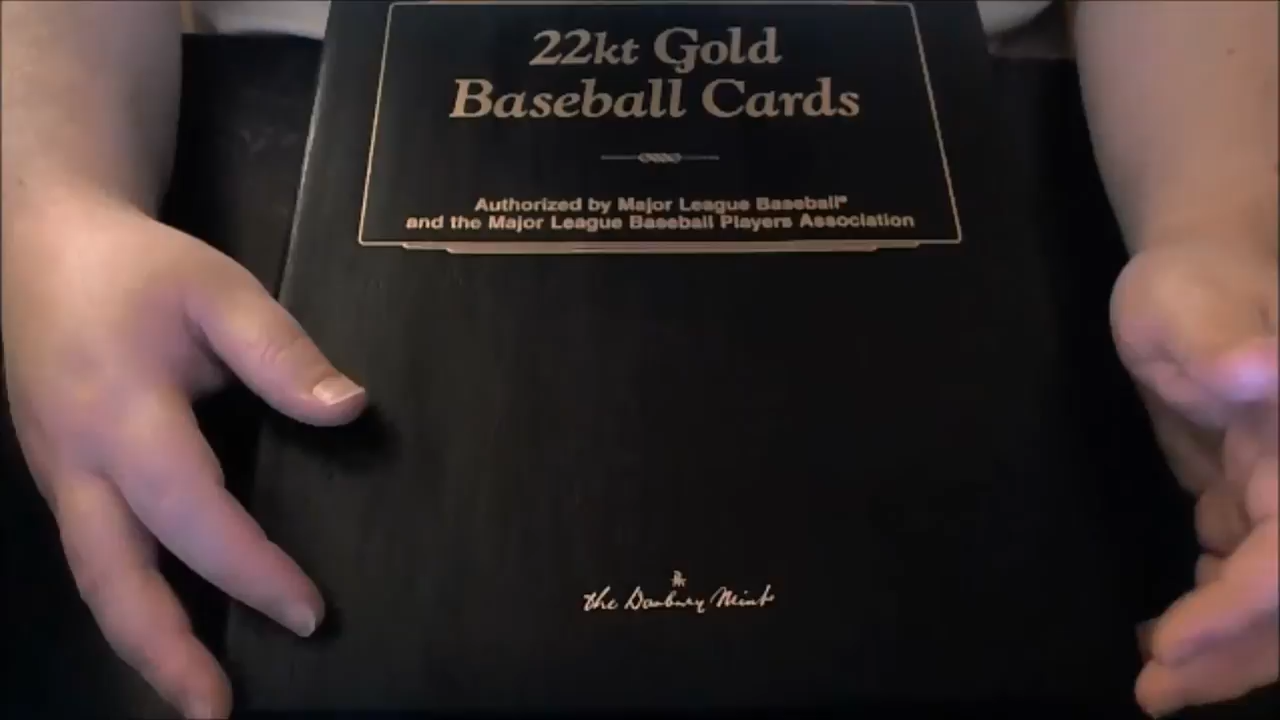 22kt Gold
Baseball Cards
Authorized by Major League Baseball®
and the Major League Baseball Players Association
the Danbury Mint